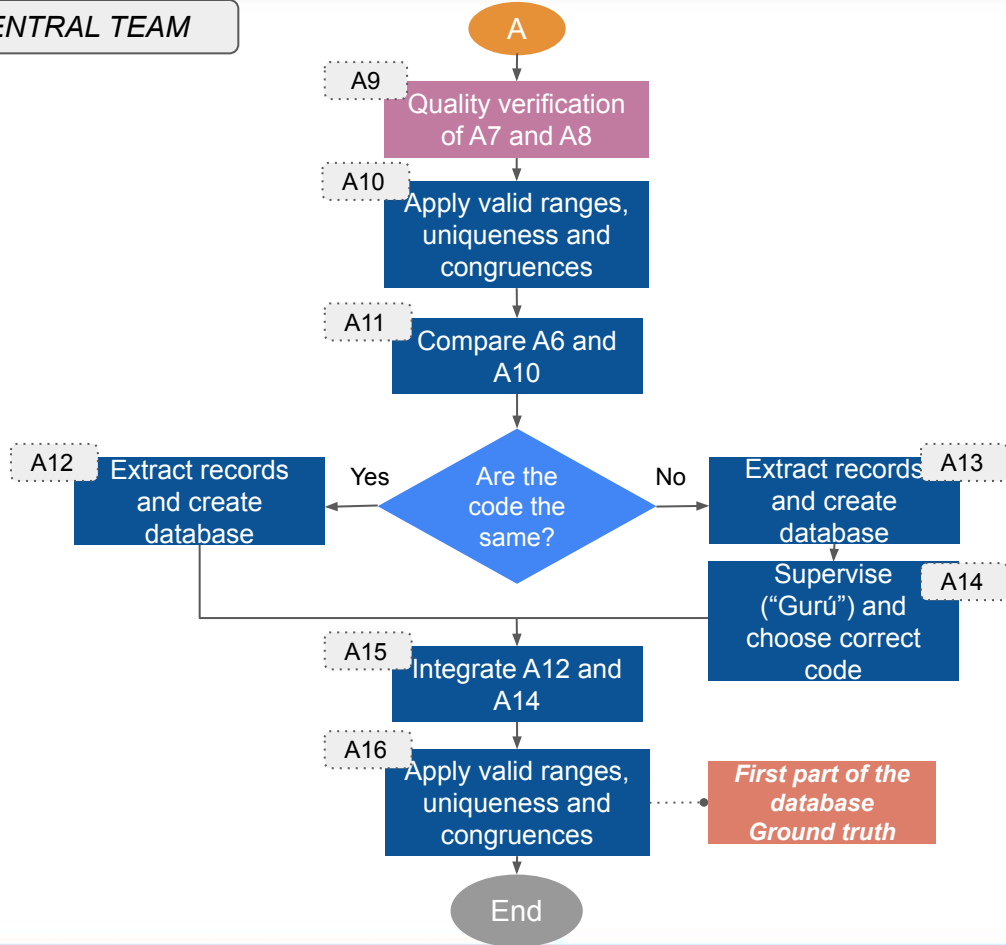 ENTRAL TEAM
A
A9
Quality verification
of A7 and A8
A10
Apply valid ranges,
uniqueness and
congruences
A11
Compare A6 and
A10
A12
Extract records
and create
database
Yes
Are the
code the
same?
No
Extract records
and create
database
A13
Supervise
(“Gurú”) and
choose correct
code
A14
A15
Integrate A12 and
A14
A16
Apply valid ranges,
uniqueness and
congruences
First part of the
database
Ground truth
End